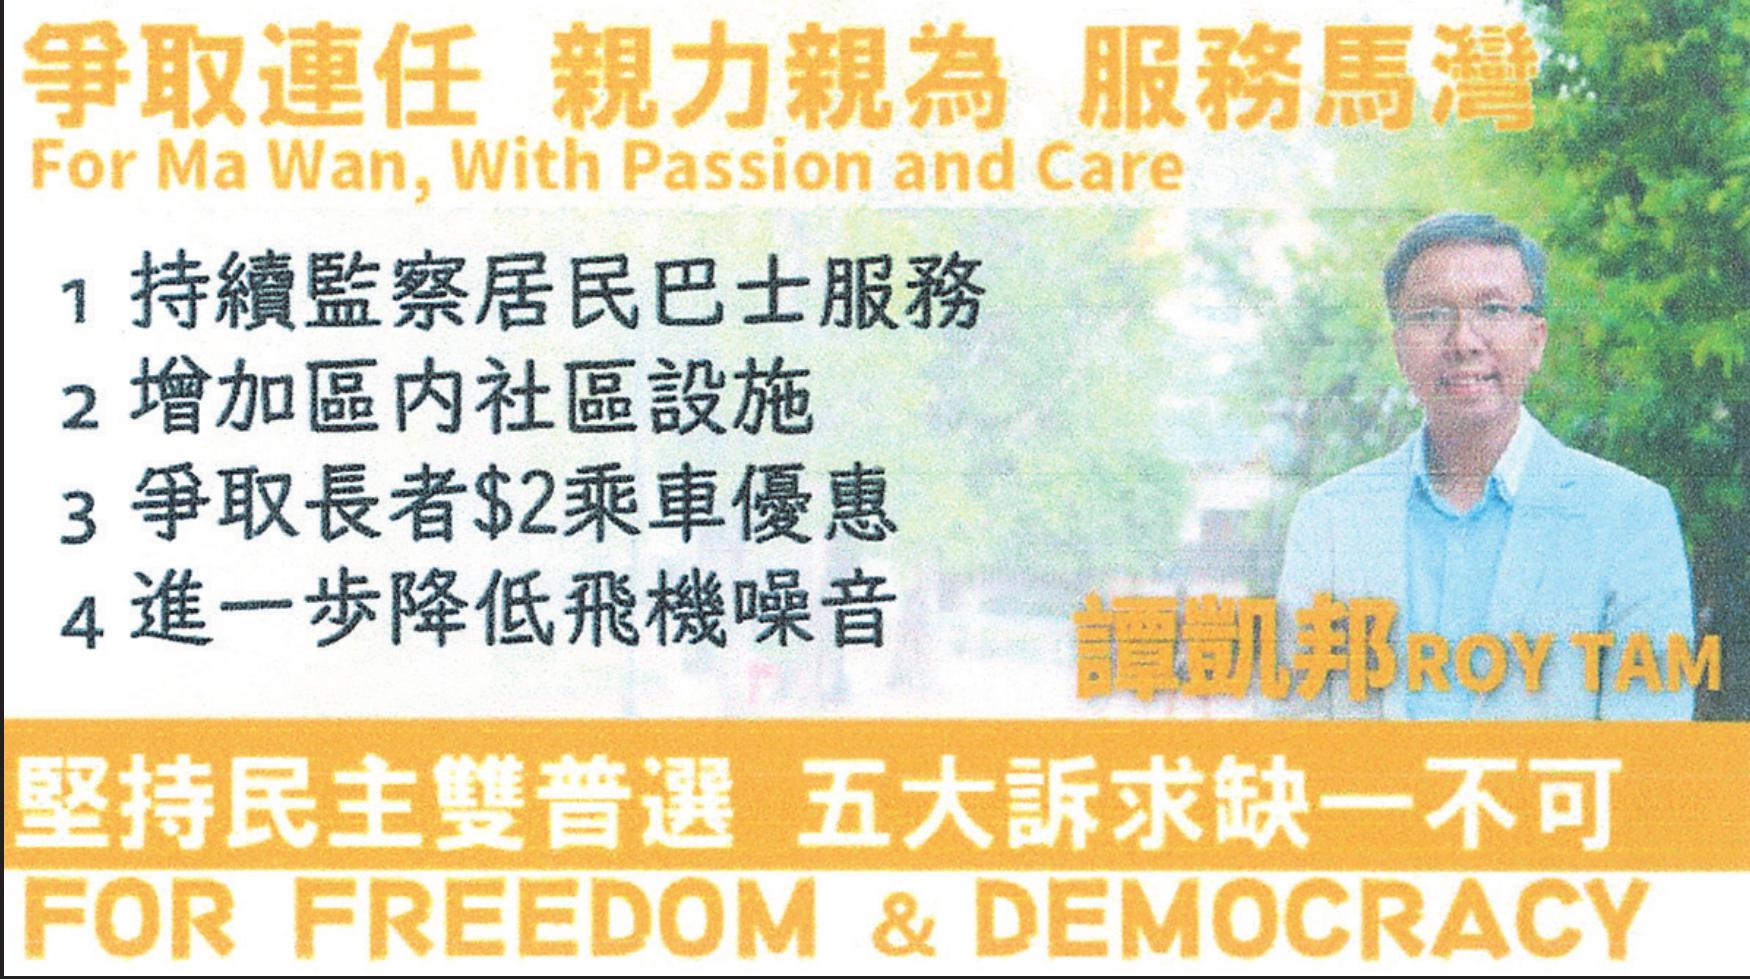 爭取連任 親力親為 服務馬灣
For Ma Wan, With Passion and Care
1 持續監察居民巴士服務
2 增加區内社區設施
3 爭取長者$2乘車優惠
4 進一步降低飛機噪音
譚凱邦 ROY TAM
堅持民主雙普選 五大訴求缺一不可
FOR FREEDOM & DEMOCRACY